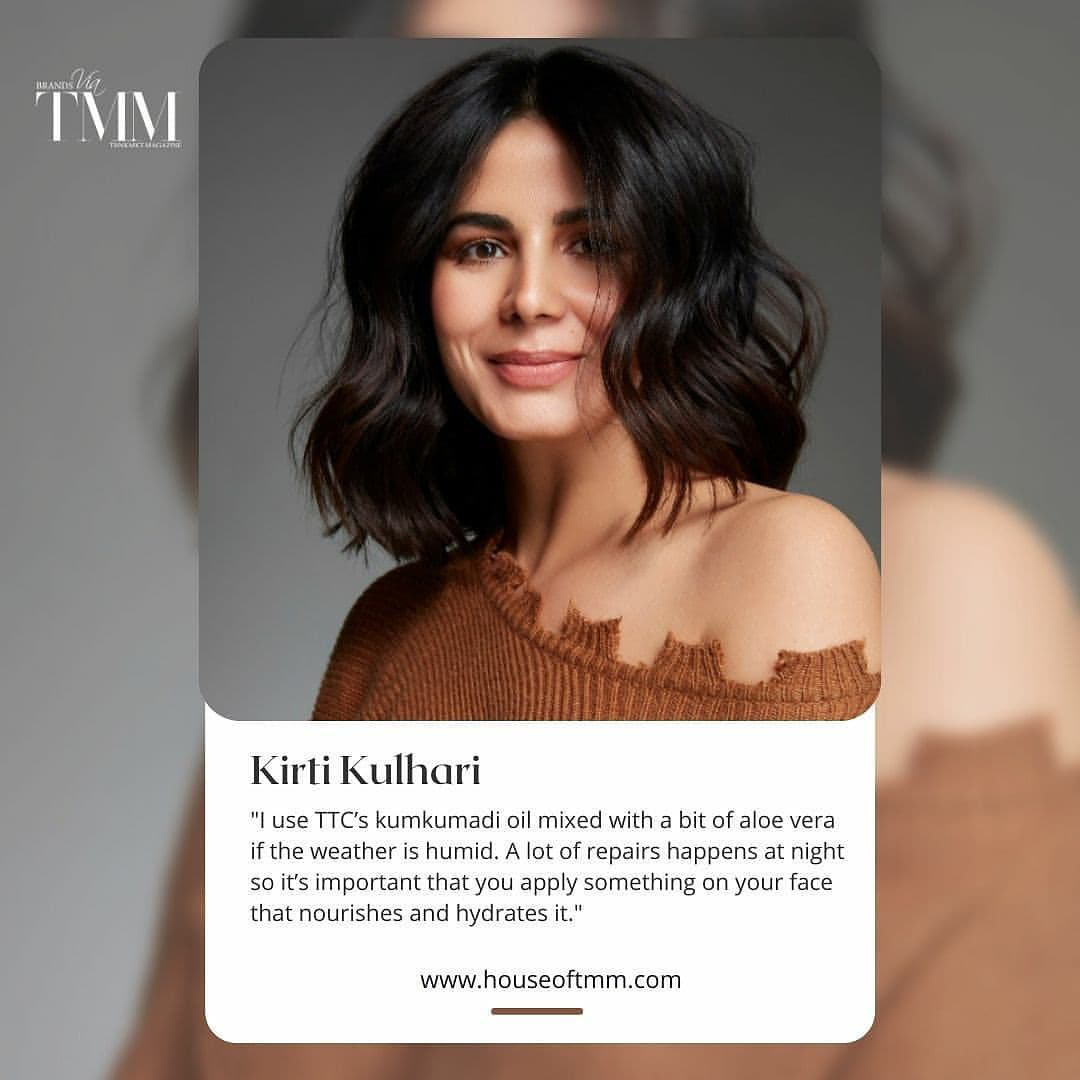 BRANDS Via
TMM
TMNKMKT MAGAZINE
Kirti Kulhari
"I use TTC’s kumkumadi oil mixed with a bit of aloe vera
if the weather is humid. A lot of repairs happens at night
so it’s important that you apply something on your face
that nourishes and hydrates it."
www.houseoftmm.com